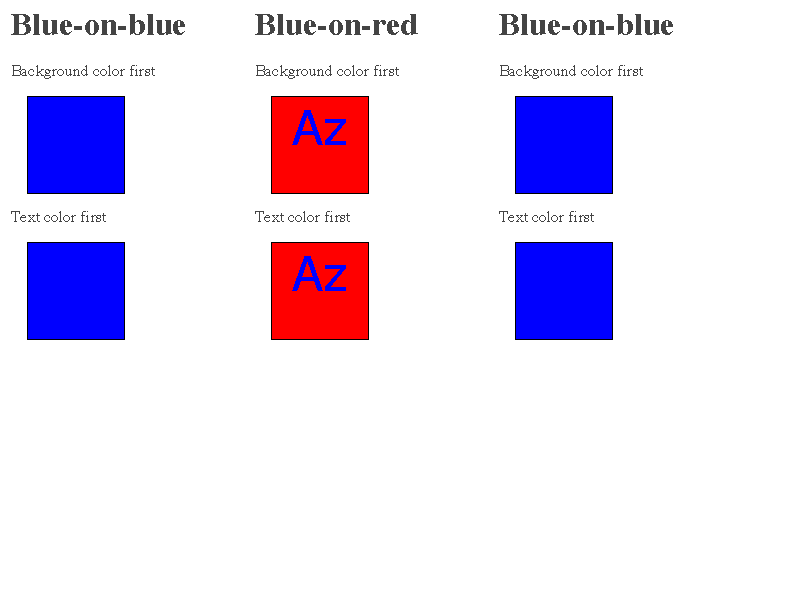 Blue-on-blue
Background color first
Text color first
Blue-on-red
Background color first
Az
Text color first
Az
Blue-on-blue
Background color first
Text color first